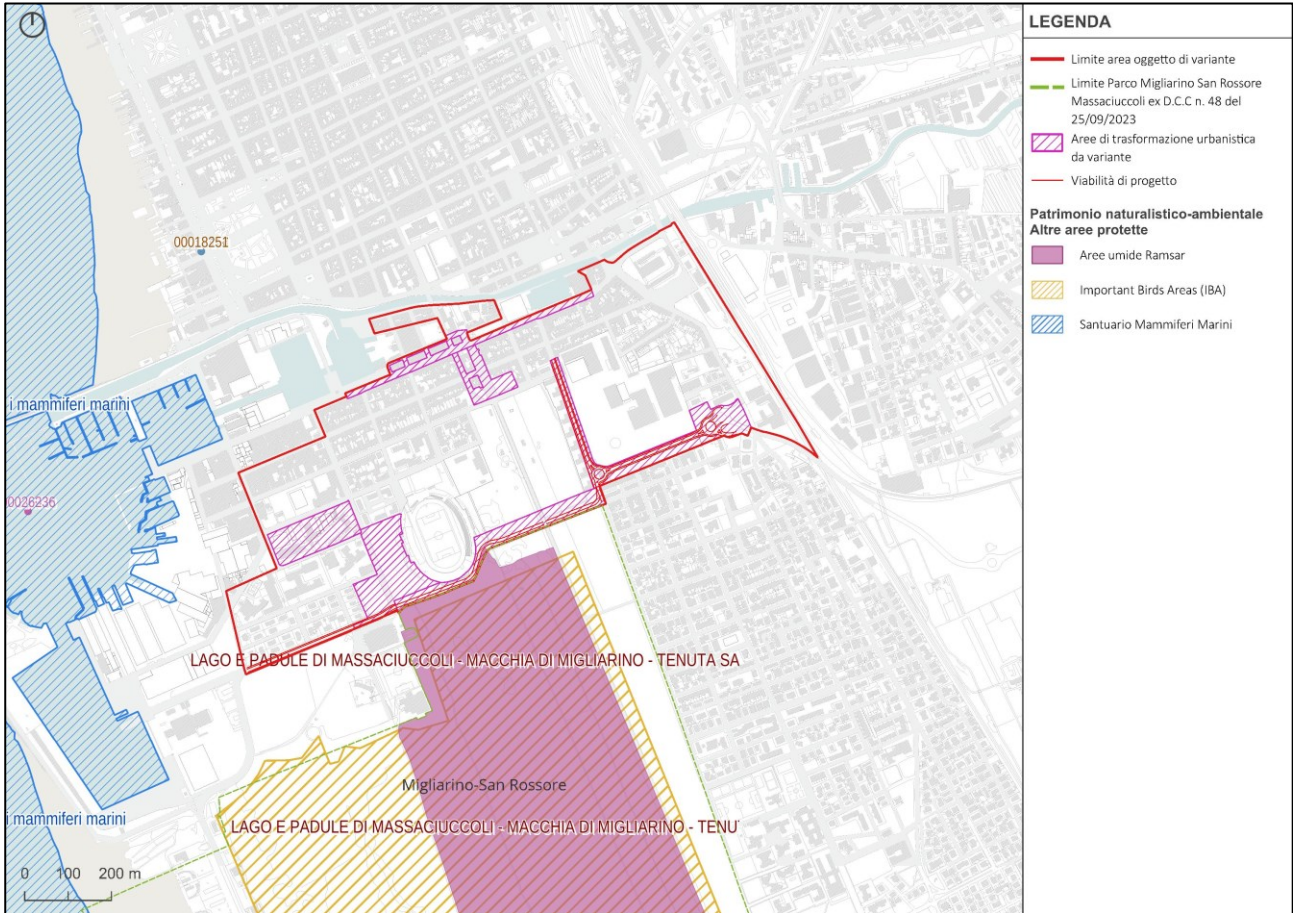 LEGENDA
Limite area oggetto di variante
Limite Parco Migliarino San Rossore
Massaciuccoli ex D.C.C n. 48 del
25/09/2023
Aree di trasformazione urbanistica
da variante
Viabilità di progetto
Patrimonio naturalistico-ambientale
Altre aree protette
Aree umide Ramsar
Important Birds Areas (IBA)
Santuario Mammiferi Marini
00018251
i mammiferi marini
0026236
LAGO E PADULE DI MASSACIUCCOLI - MACCHIA DI MIGLIARINO - TENUTA SA
Migliarino-San Rossore
i mammiferi marini
LAGO E PADULE DI MASSACIUCCOLI - MACCHIA DI MIGLIARINO - TENU
0 100 200 m